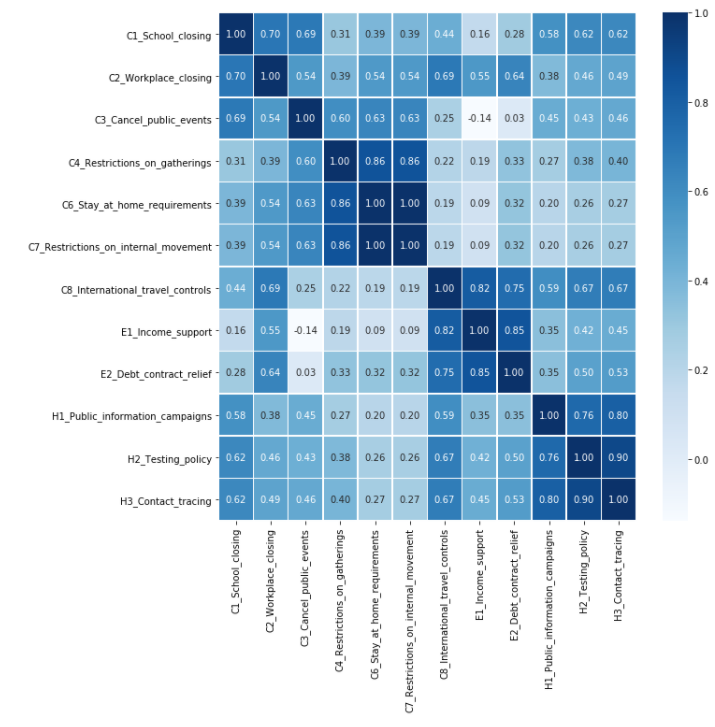 C1_School_closing 1.00 0.70 0.69 0.31 0.39 0.39 0.44 0.16 0.28 0.58 0.62 0.62
C2_Workplace_closing 0.70 1.00 0.54 0.39 0.54 0.54 0.69 0.55 0.64 0.38 0.46 0.49
C3_Cancel_public_events 0.69 0.54 1.00 0.60 0.63 0.63 0.25 -0.14 0.03 0.45 0.43 0.46
C4_Restrictions_on_gatherings 0.31 0.39 0.60 1.00 0.86 0.86 0.22 0.19 0.33 0.27 0.38 0.40
C6_Stay_at_home_requirements 0.39 0.54 0.63 0.86 1.00 1.00 0.19 0.09 0.32 0.20 0.26 0.27
C7_Restrictions_on_internal_movement 0.39 0.54 0.63 0.86 1.00 1.00 0.19 0.09 0.32 0.20 0.26 0.27
C8_International_travel_controls 0.44 0.69 0.25 0.22 0.19 0.19 1.00 0.82 0.75 0.59 0.67 0.67
E1_Income_support 0.16 0.55 -0.14 0.19 0.09 0.09 0.82 1.00 0.85 0.35 0.42 0.45
E2_Debt_contract_relief 0.28 0.64 0.03 0.33 0.32 0.32 0.75 0.85 1.00 0.35 0.50 0.53
H1_Public_information_campaigns 0.58 0.38 0.45 0.27 0.20 0.20 0.59 0.35 0.35 1.00 0.76 0.80
H2_Testing_policy 0.62 0.46 0.43 0.38 0.26 0.26 0.67 0.42 0.50 0.76 1.00 0.90
H3_Contact_tracing 0.62 0.49 0.46 0.40 0.27 0.27 0.67 0.45 0.53 0.80 0.90 1.00
C1_School_closing
C2_Workplace_closing
C3_Cancel_public_events
C4_Restrictions_on_gatherings
C6_Stay_at_home_requirements
C7_Restrictions_on_internal_movement
C8_International_travel_controls
E1_Income_support
E2_Debt_contract_relief
H1_Public_information_campaigns
H2_Testing_policy
H3_Contact_tracing
1.0
0.8
0.6
0.4
0.2
0.0